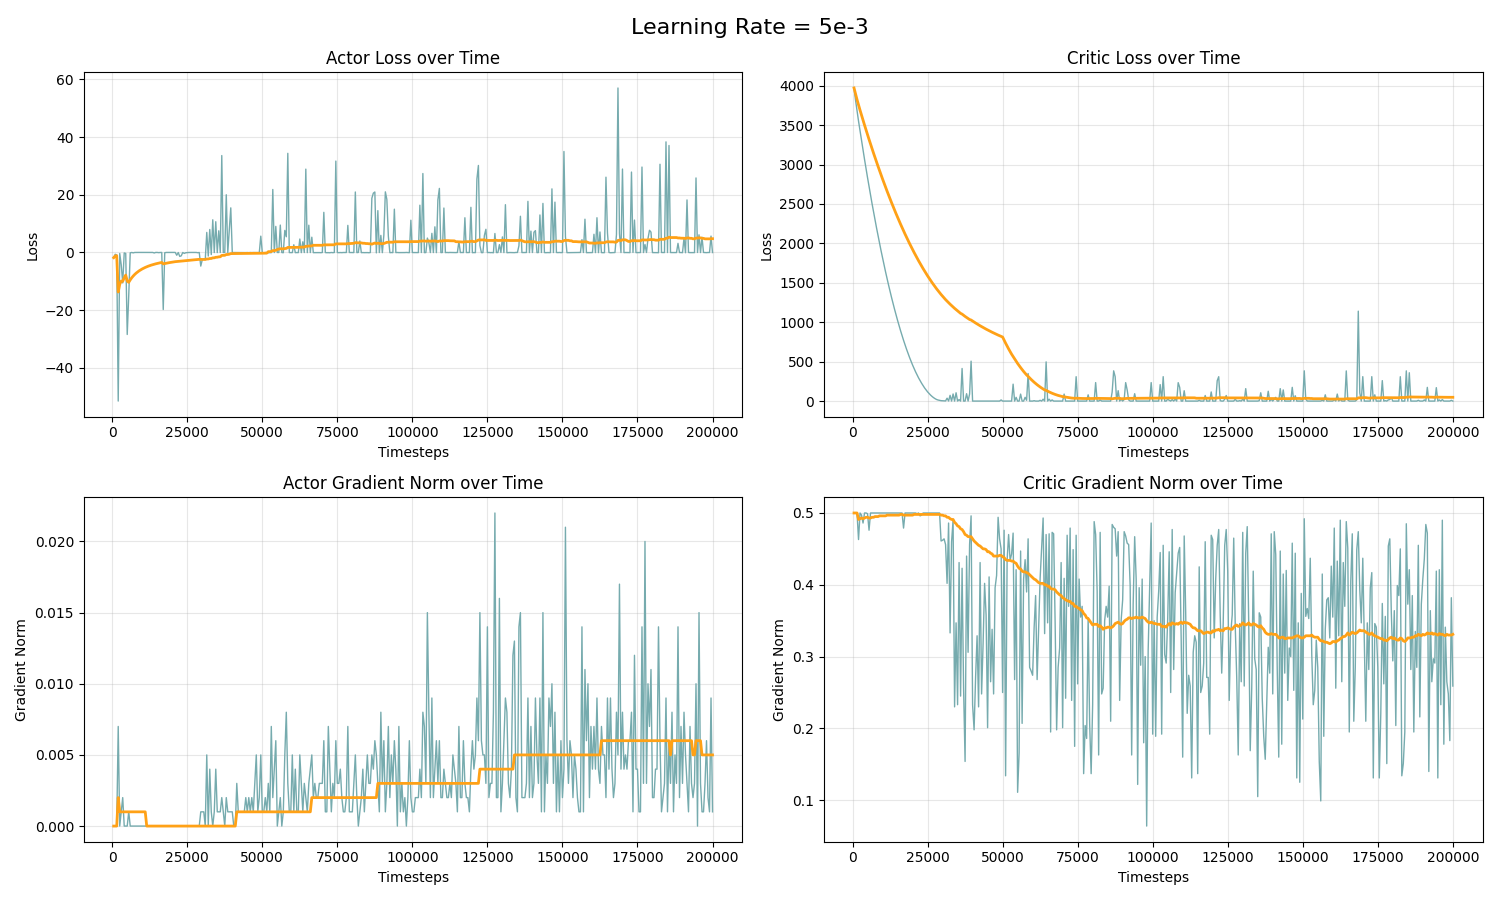 Learning Rate = 5e-3
Actor Loss over Time
60
40
20
0
−20
−40
Loss
0 25000 50000 75000 100000 125000 150000 175000 200000
Timesteps
Critic Loss over Time
4000
3500
3000
2500
2000
1500
1000
500
0
Loss
0 25000 50000 75000 100000 125000 150000 175000 200000
Timesteps
Actor Gradient Norm over Time
0.020
0.015
0.010
0.005
0.000
Gradient Norm
0 25000 50000 75000 100000 125000 150000 175000 200000
Timesteps
Critic Gradient Norm over Time
0.5
0.4
0.3
0.2
0.1
Gradient Norm
0 25000 50000 75000 100000 125000 150000 175000 200000
Timesteps